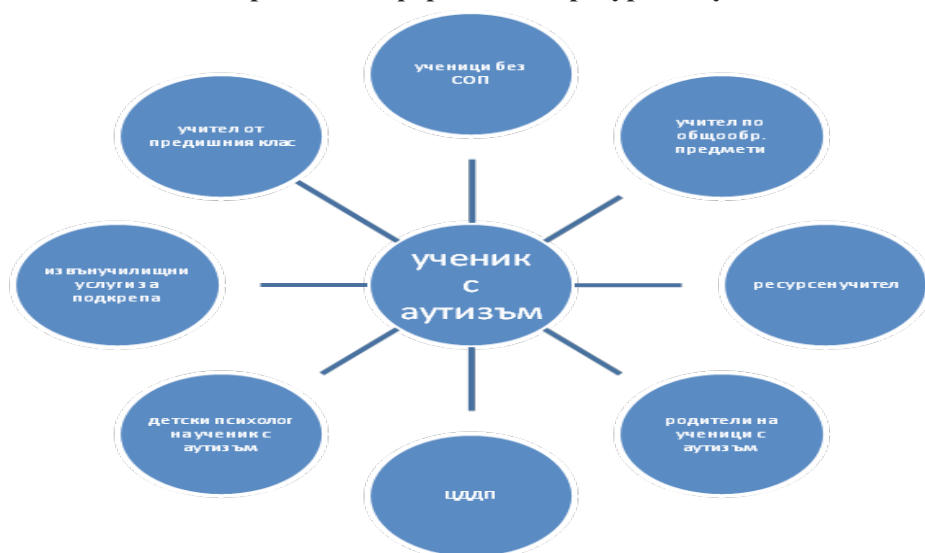 ученици без
СОП
учител по
общообр.
предмети
ресурсен учител
родители на
ученици с
аутизъм
ЦДДП
детски психолог
на ученик с
аутизъм
извънучилищни
услуги за
подкрепа
учител от
предишния клас
ученик
с
аутизъм